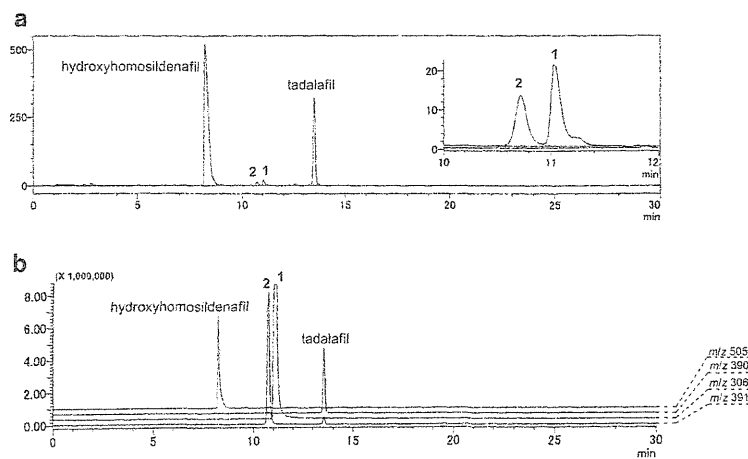 a
500
250
0
hydroxyhomosildenafil
2 1
tadalafil
0 5 10 15 20 25 30
min
20
10
0
2
1
10 11 12
min
b
(X 1,000,000)
8.00
6.00
4.00
2.00
0.00
hydroxyhomosildenafil
2 1
tadalafil
m/z 505
m/z 390
m/z 306
m/z 391
0 5 10 15 20 25 30
min